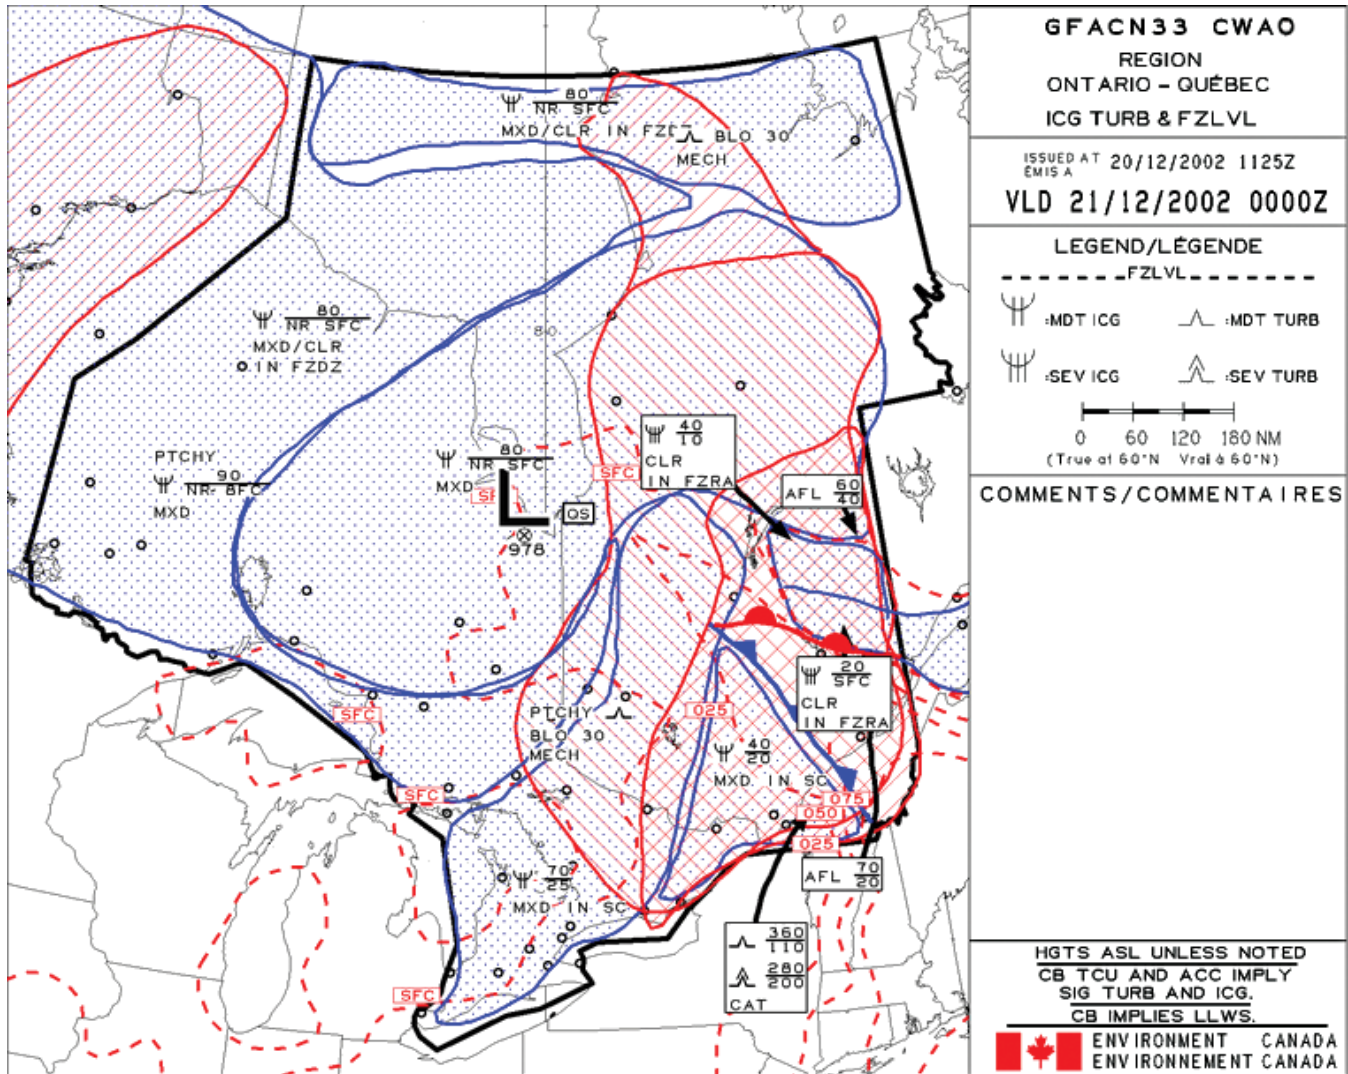 GFACN33 CWAO
REGION
ONTARIO - QUÉBEC
ICG TURB & FZLVL
ISSUED AT 20/12/2002 1125Z
ÉMIS A
VLD 21/12/2002 0000Z
LEGEND/LÉGENDE
FZLVL
:MDT ICG
:MDT TURB
:SEV ICG
:SEV TURB
0 60 120 180 NM
(True at 60°N Vrai à 60°N)
COMMENTS/COMMENTAIRES
HGTS ASL UNLESS NOTED
CB TCU AND ACC IMPLY
SIG TURB AND ICG.
CB IMPLIES LLWS.
ENVIRONMENT CANADA
ENVIRONNEMENT CANADA
80
NR SFC
MXD/CLR IN FZDZ
BLO 30
MECH
80
NR SFC
MXD/CLR
IN FZDZ
80
PTCHY
90
NR SFC
MXD
80
NR SFC
MXD
SFC
SFC
QS
978
40
10
CLR
IN FZRA
AFL 60
40
20
SFC
CLR
IN FZRA
PTCHY
BLO 30
MECH
025
40
20
MXD IN SC
SFC
SFC
075
050
025
70
25
MXD IN SC
AFL 70
20
360
110
280
200
CAT
SFC